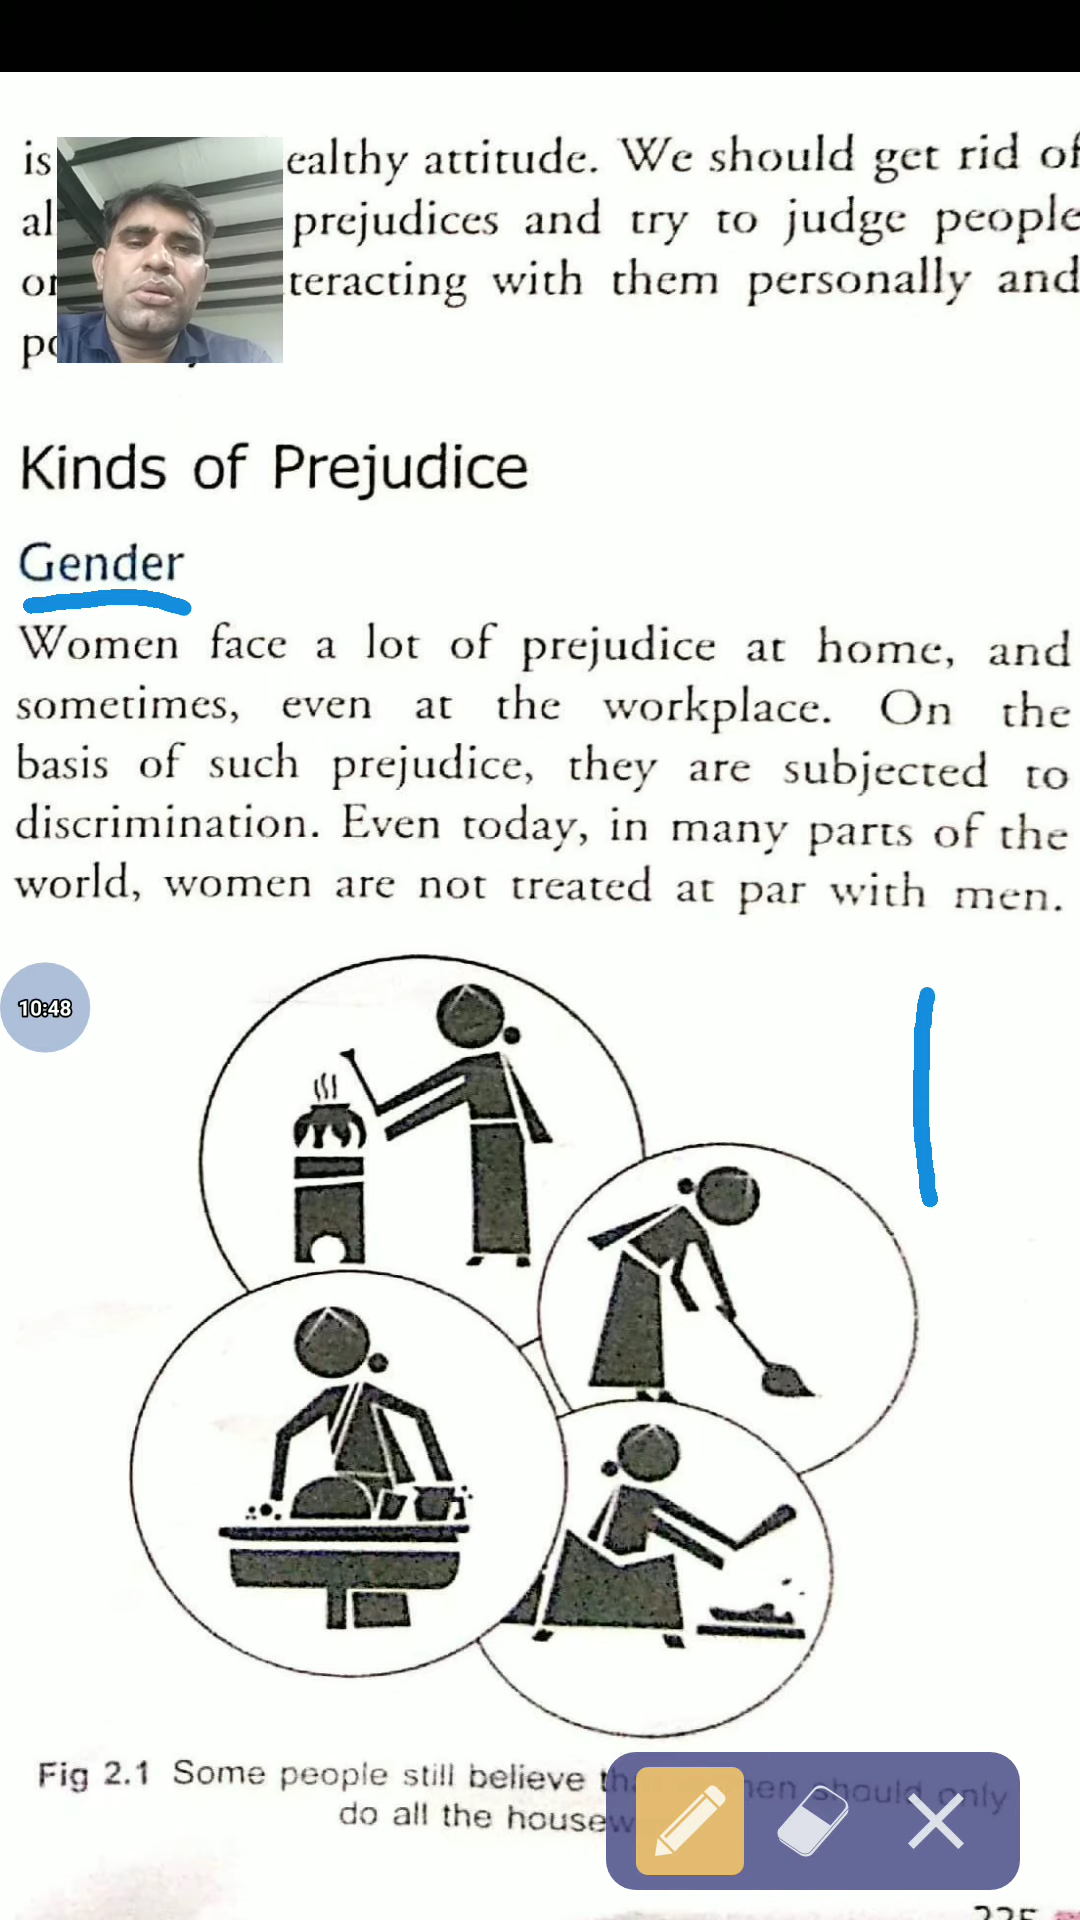 is ealthy attitude. We should get rid of
al prejudices and try to judge people
teracting with them personally and
Kinds of Prejudice
Gender
Women face a lot of prejudice at home, and
sometimes, even at the workplace. On the
basis of such prejudice, they are subjected to
discrimination. Even today, in many parts of the
world, women are not treated at par with men.
10:48
Fig 2.1 Some people still believe should only
do all the